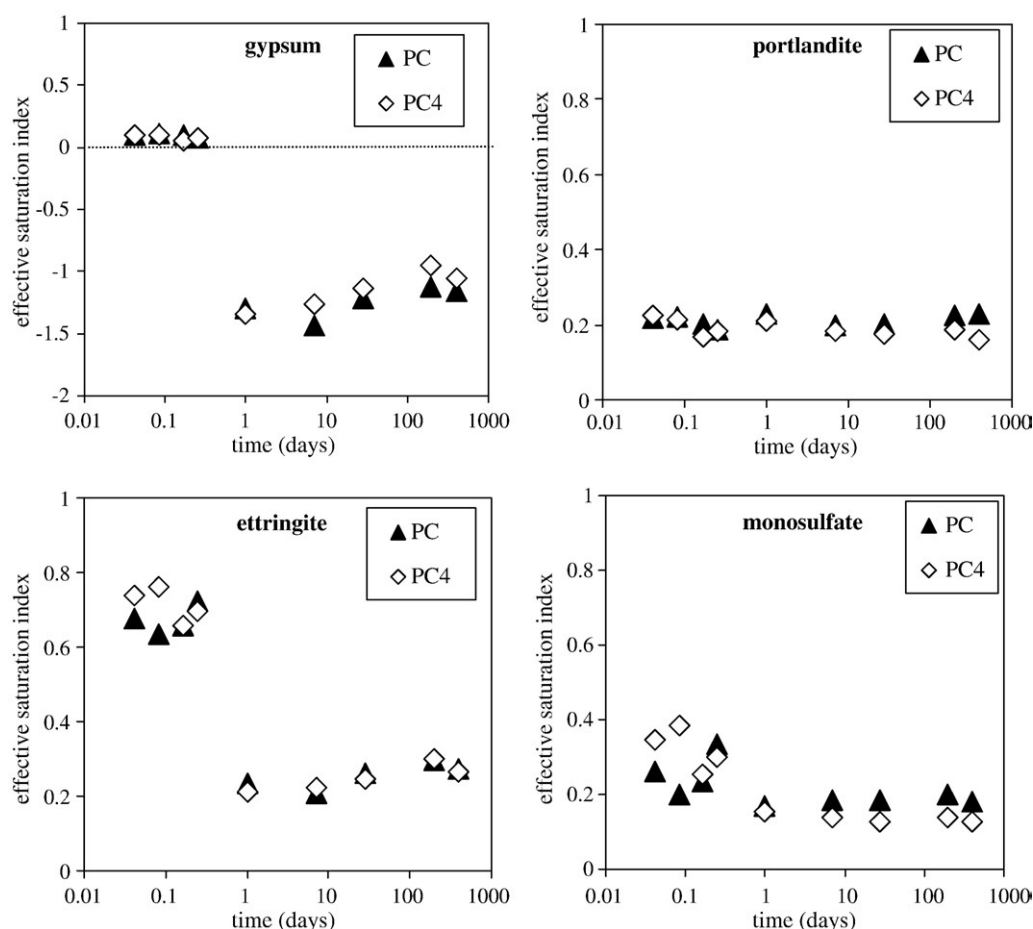 gypsum
PC
PC4
effective saturation index
1
0.5
0
-0.5
-1
-1.5
-2
0.01 0.1 1 10 100 1000
time (days)
portlandite
PC
PC4
effective saturation index
1
0.8
0.6
0.4
0.2
0
0.01 0.1 1 10 100 1000
time (days)
ettringite
PC
PC4
effective saturation index
1
0.8
0.6
0.4
0.2
0
0.01 0.1 1 10 100 1000
time (days)
monosulfate
PC
PC4
effective saturation index
1
0.8
0.6
0.4
0.2
0
0.01 0.1 1 10 100 1000
time (days)